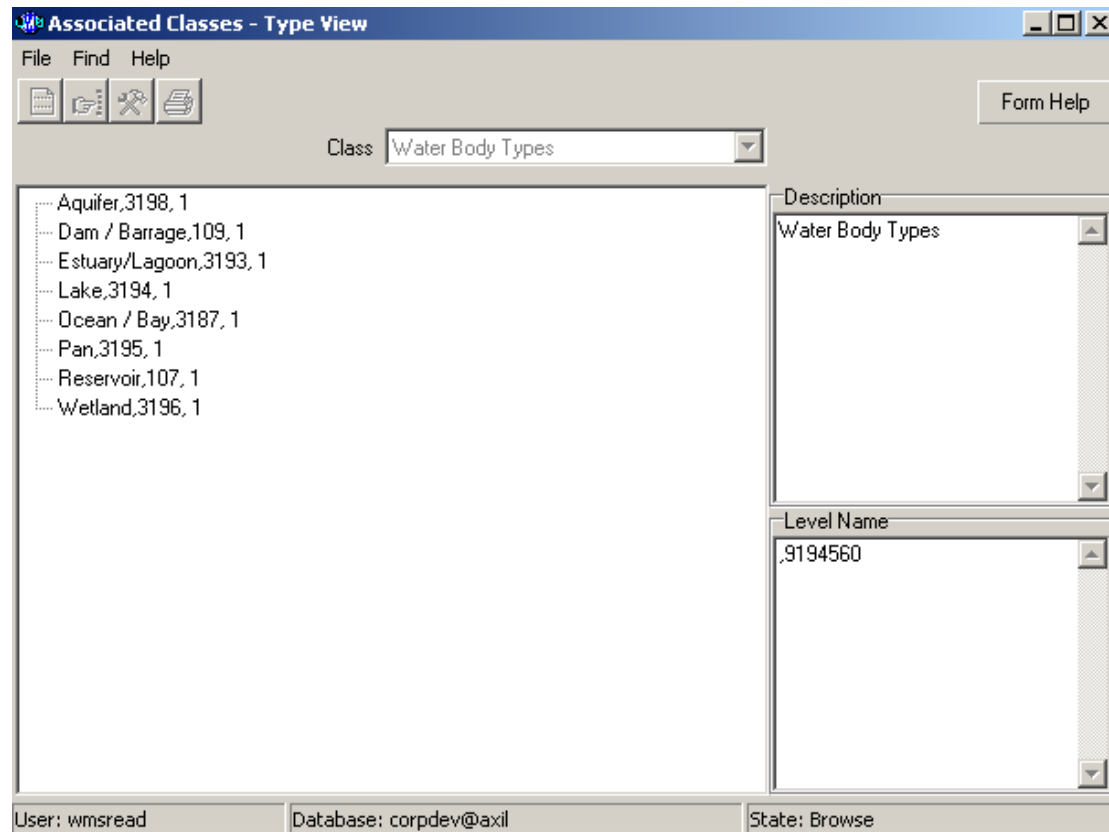 Associated Classes - Type View
File Find Help
Form Help
Class Water Body Types
Aquifer,3198, 1
Dam / Barrage,109, 1
Estuary/Lagoon,3193, 1
Lake,3194, 1
Ocean / Bay,3187, 1
Pan,3195, 1
Reservoir,107, 1
Wetland,3196, 1
Description
Water Body Types
Level Name
,9194560
User: wmsread
Database: corpdev@axil
State: Browse